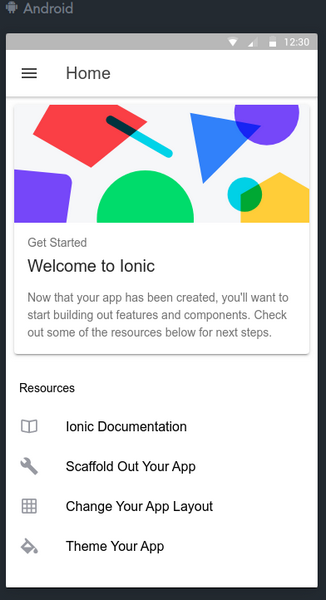 Android
12:30
Home
Get Started
Welcome to Ionic
Now that your app has been created, you'll want to
start building out features and components. Check
out some of the resources below for next steps.
Resources
Ionic Documentation
Scaffold Out Your App
Change Your App Layout
Theme Your App